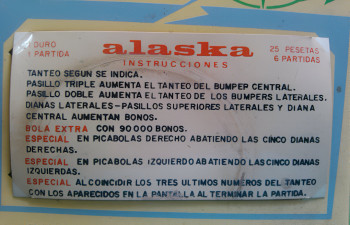 1 DURO
1 PARTIDA
alaska
INSTRUCCIONES
25 PESETAS
6 PARTIDAS
TANTEO SEGUN SE INDICA.
PASILLO TRIPLE AUMENTA EL TANTEO DEL BUMPER CENTRAL.
PASILLO DOBLE AUMENTA EL TANTEO DE LOS BUMPERS LATERALES.
DIANAS LATERALES-PASILLOS SUPERIORES LATERALES Y DIANA
CENTRAL AUMENTAN BONOS.
BOLA EXTRA CON 90000 BONOS.
ESPECIAL EN PICABOLAS DERECHO ABATIENDO LAS CINCO DIANAS
DERECHAS.
ESPECIAL EN PICABOLAS IZQUIERDO ABATIENDO LAS CINCO DIANAS
IZQUIERDAS.
ESPECIAL AL COINCIDIR LOS TRES ULTIMOS NUMEROS DEL TANTEO
CON LOS APARECIDOS EN LA PANTALLA AL TERMINAR LA PARTIDA.